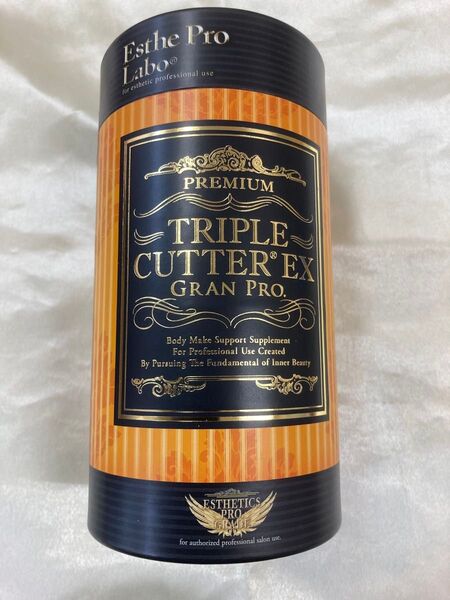 Esthe Pro
Labo®
for esthetic professional use
PREMIUM
TRIPLE
CUTTER® EX
GRAN PRO.
Body Make Support Supplement
For Professional Use Created
By Pursuing The Fundamental of Inner Beauty
ESTHETICS
PRO
GRADE
for authorized professional salon use.